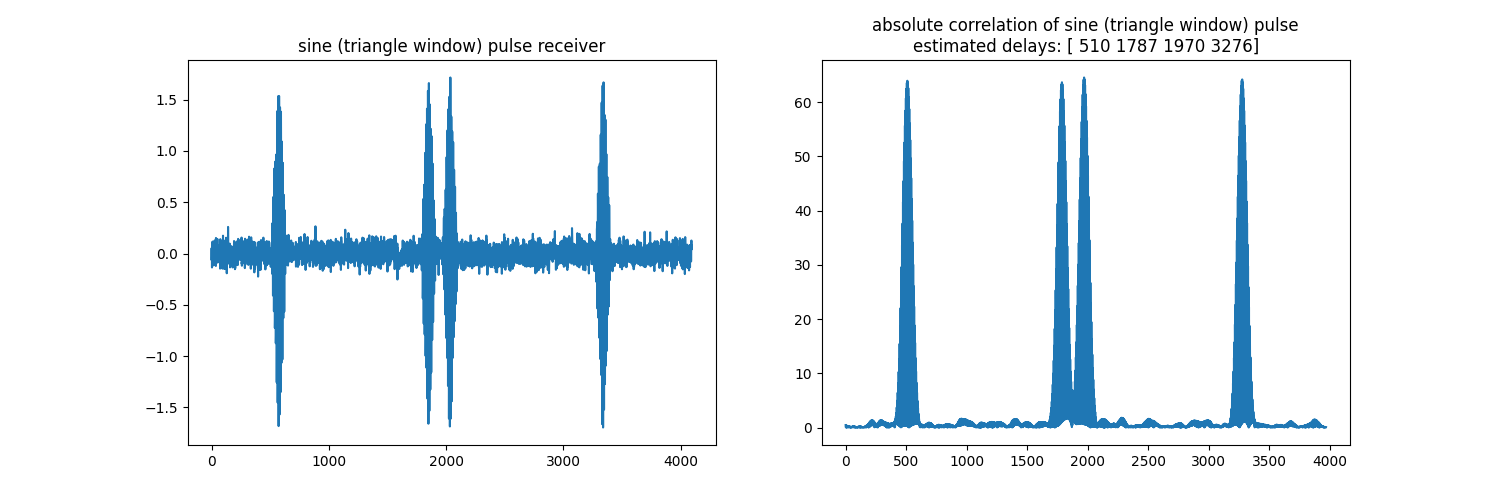 sine (triangle window) pulse receiver
1.5
1.0
0.5
0.0
−0.5
−1.0
−1.5
0 1000 2000 3000 4000
absolute correlation of sine (triangle window) pulse
estimated delays: [ 510 1787 1970 3276]
60
50
40
30
20
10
0
0 500 1000 1500 2000 2500 3000 3500 4000